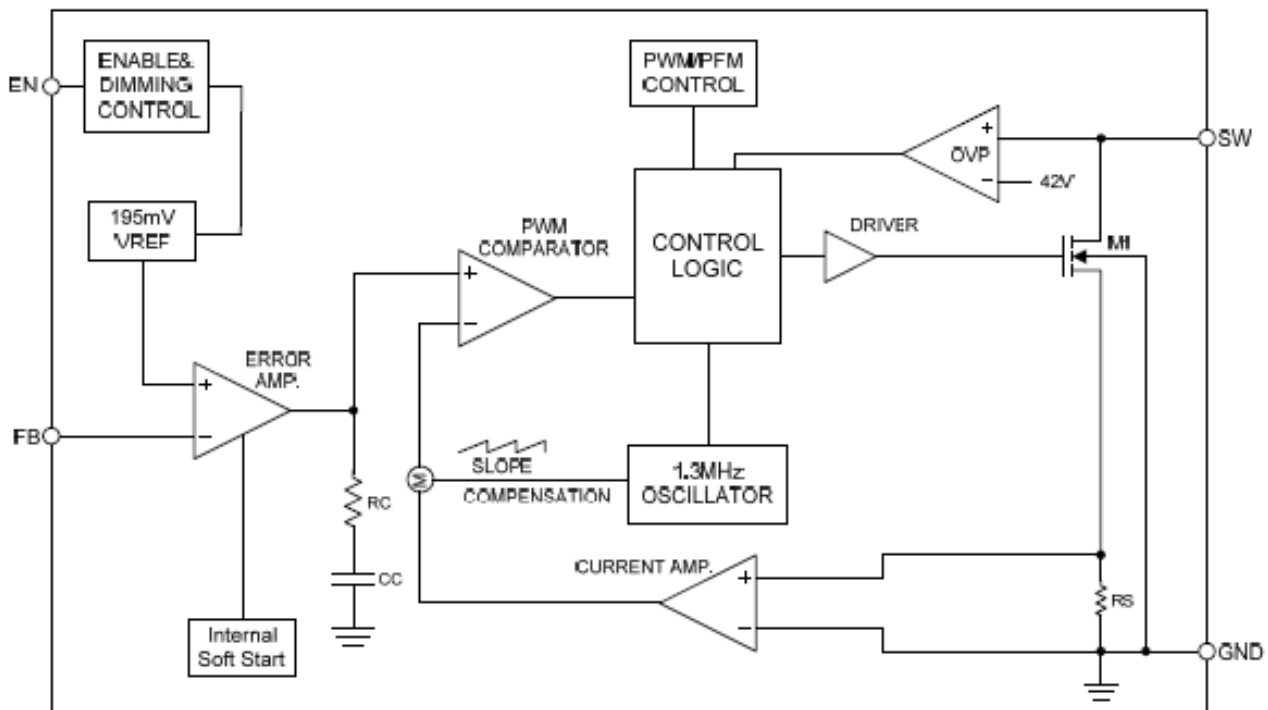 EN
ENABLE&
DIMMING
CONTROL
PWM/PFM
CONTROL
+
OVP
−
42V
SW
195mV
VREF
PWM
COMPARATOR
+
−
CONTROL
LOGIC
DRIVER
M1
ERROR
AMP.
+
−
FB
SLOPE
COMPENSATION
1.3MHz
OSCILLATOR
RC
CC
CURRENT AMP.
+
−
RS
Internal
Soft Start
GND